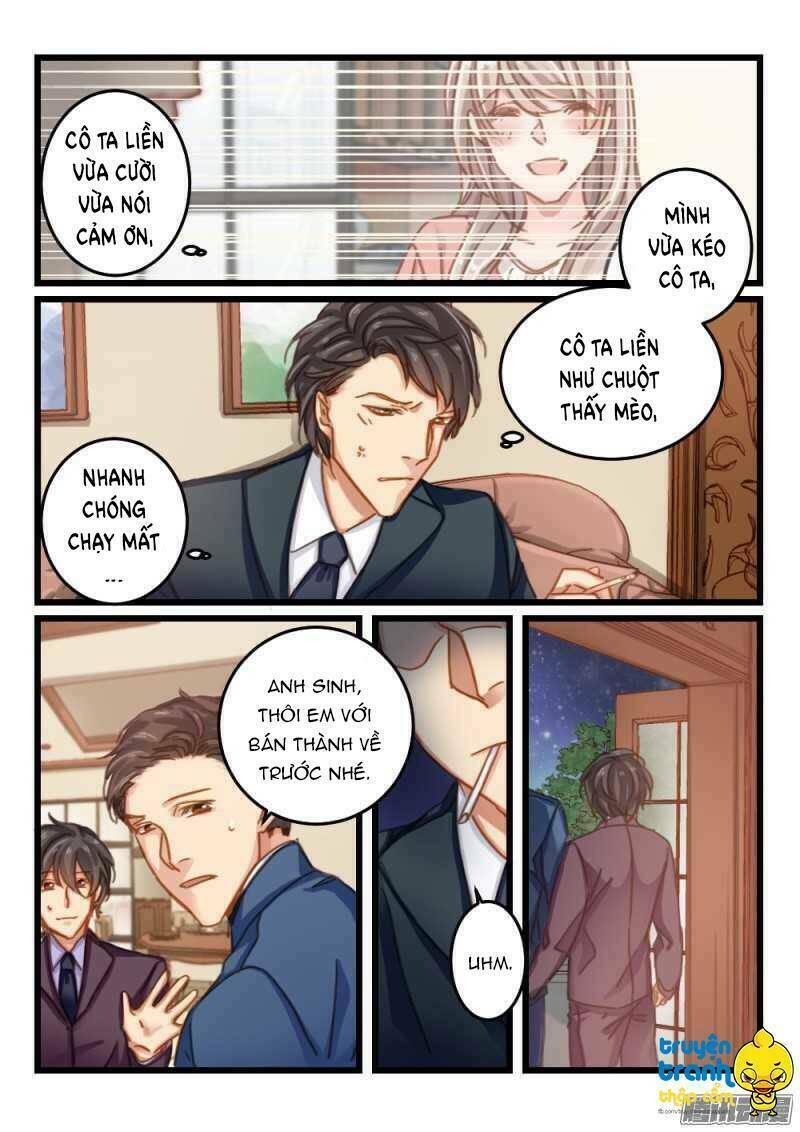 CÔ TA LIỀN
VỪA CƯỜI
VỪA NÓI
CẢM ƠN,
MÌNH
VỪA KÉO
CÔ TA,
CÔ TA LIỀN
NHƯ CHUỘT
THẤY MÈO,
NHANH
CHÓNG
CHẠY MẤT
...
ANH SINH,
THÔI EM VỚI
BÁN THÀNH VỀ
TRƯỚC NHÉ.
UHM.
truyện
tranh
thập cẩm